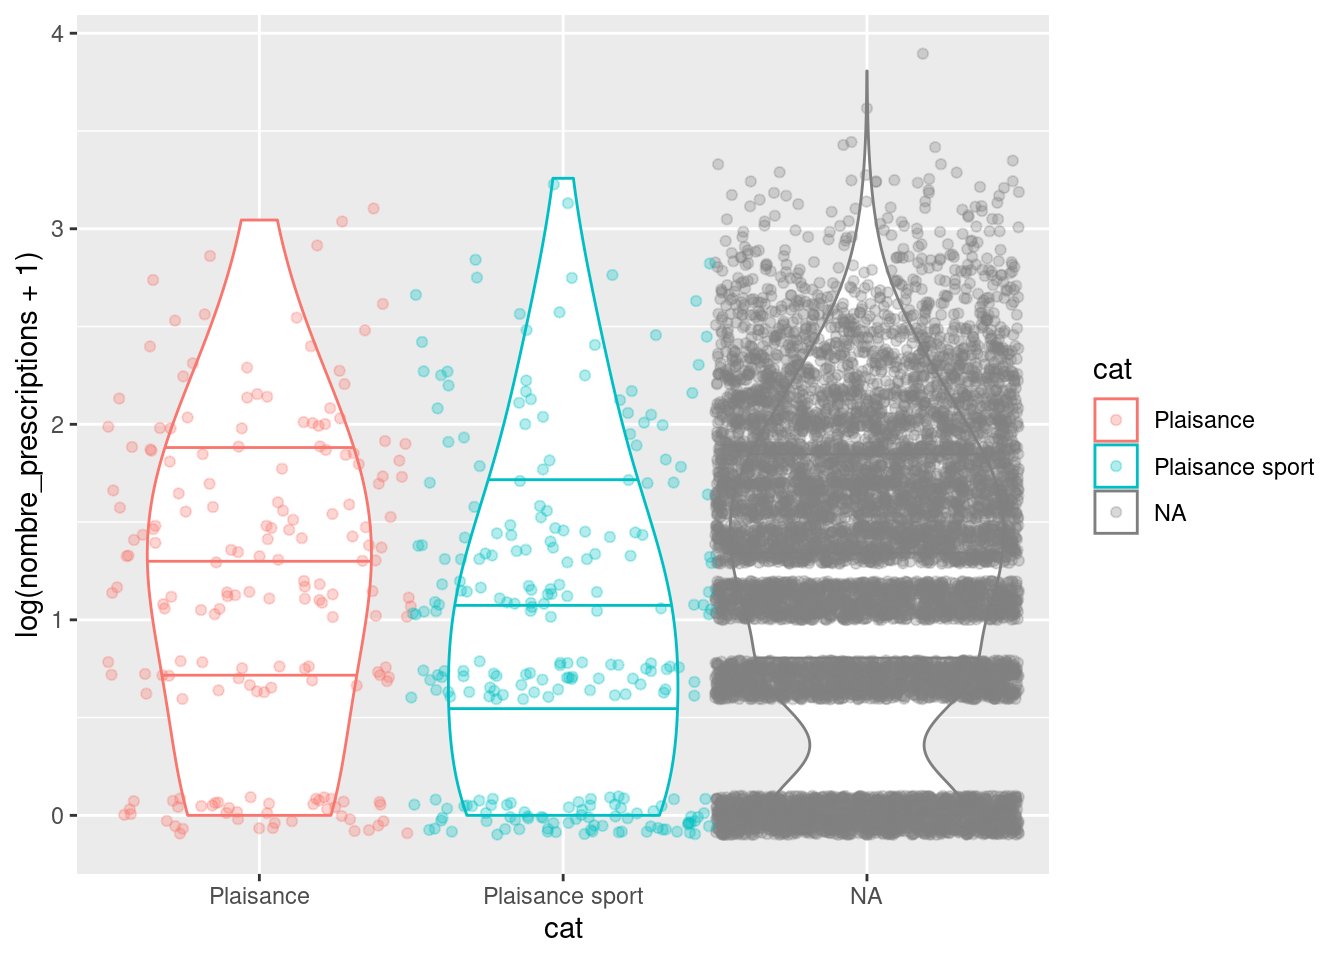 4
3
2
1
0
log(nombre_prescriptions + 1)
Plaisance
Plaisance sport
NA
cat
cat
Plaisance
Plaisance sport
NA